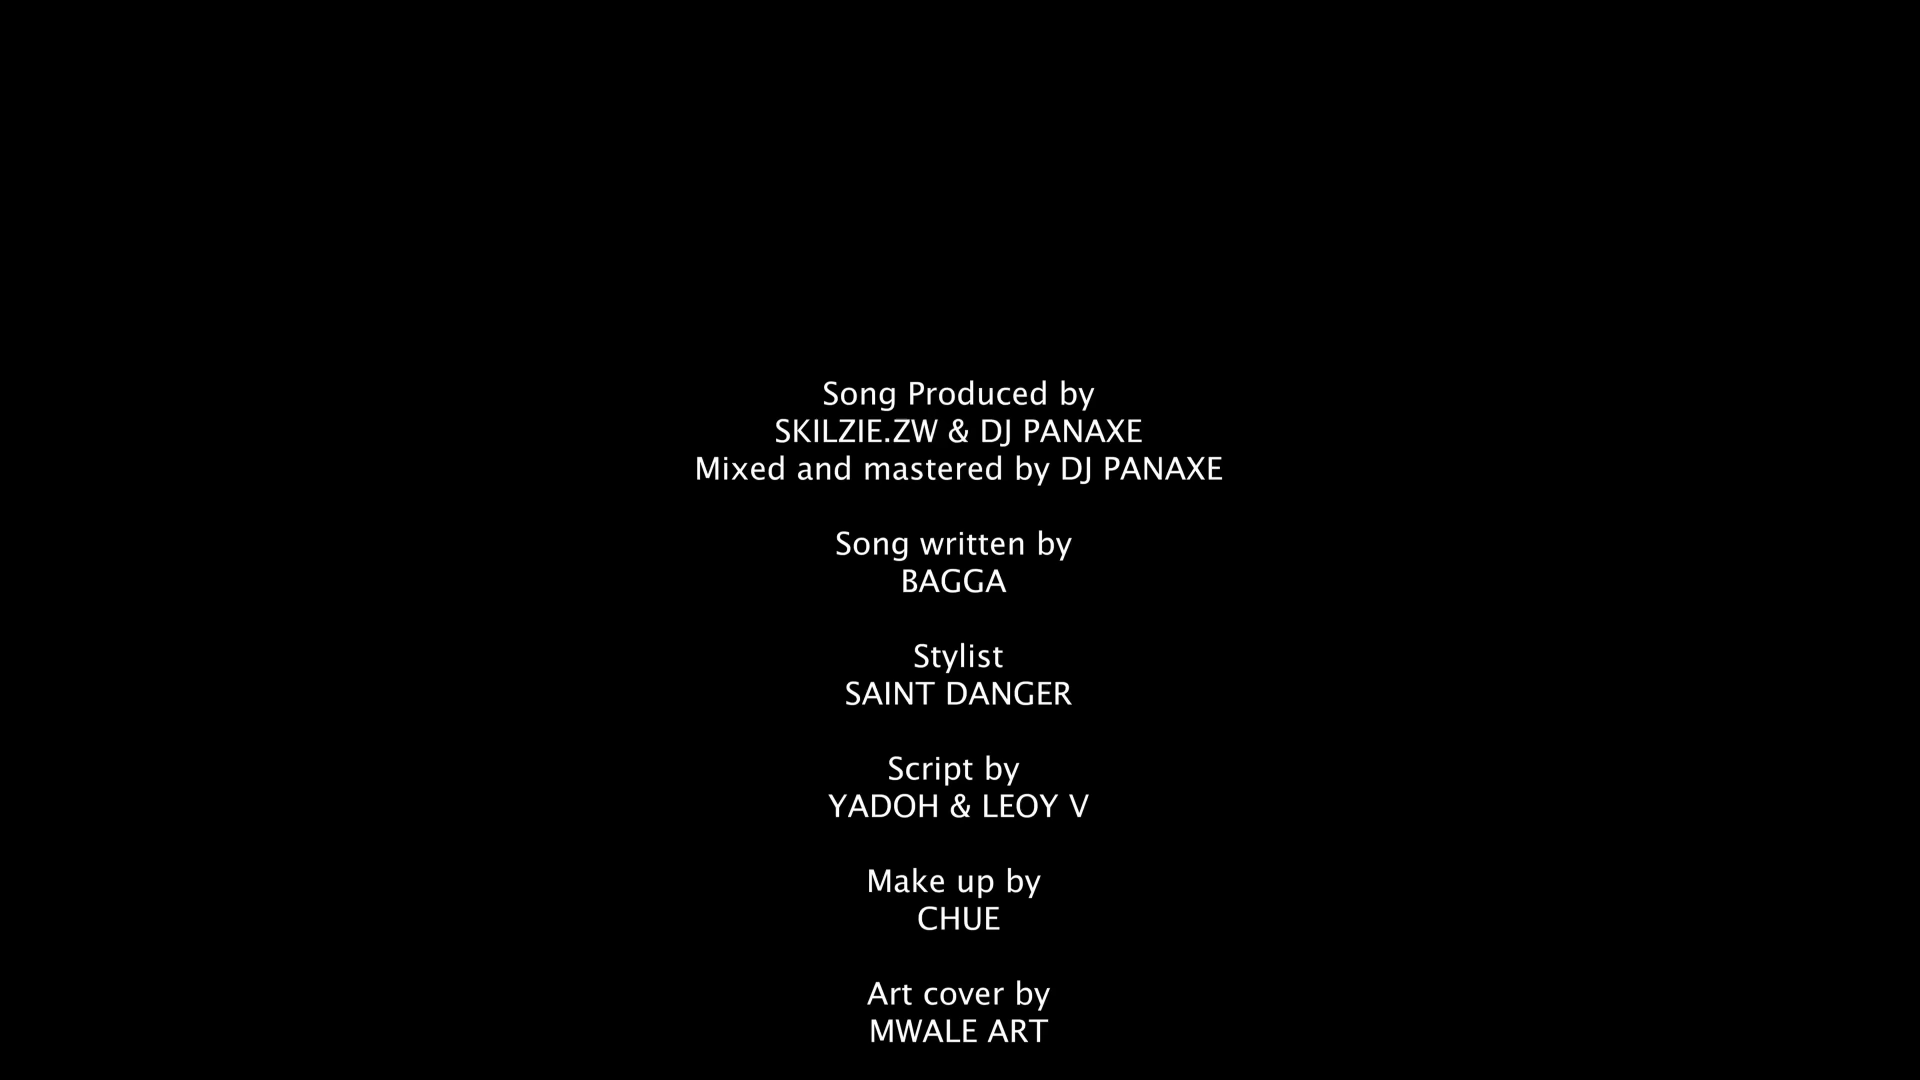 Song Produced by
SKILZIE.ZW & DJ PANAXE
Mixed and mastered by DJ PANAXE
Song written by
BAGGA
Stylist
SAINT DANGER
Script by
YADOH & LEOY V
Make up by
CHUE
Art cover by
MWALE ART